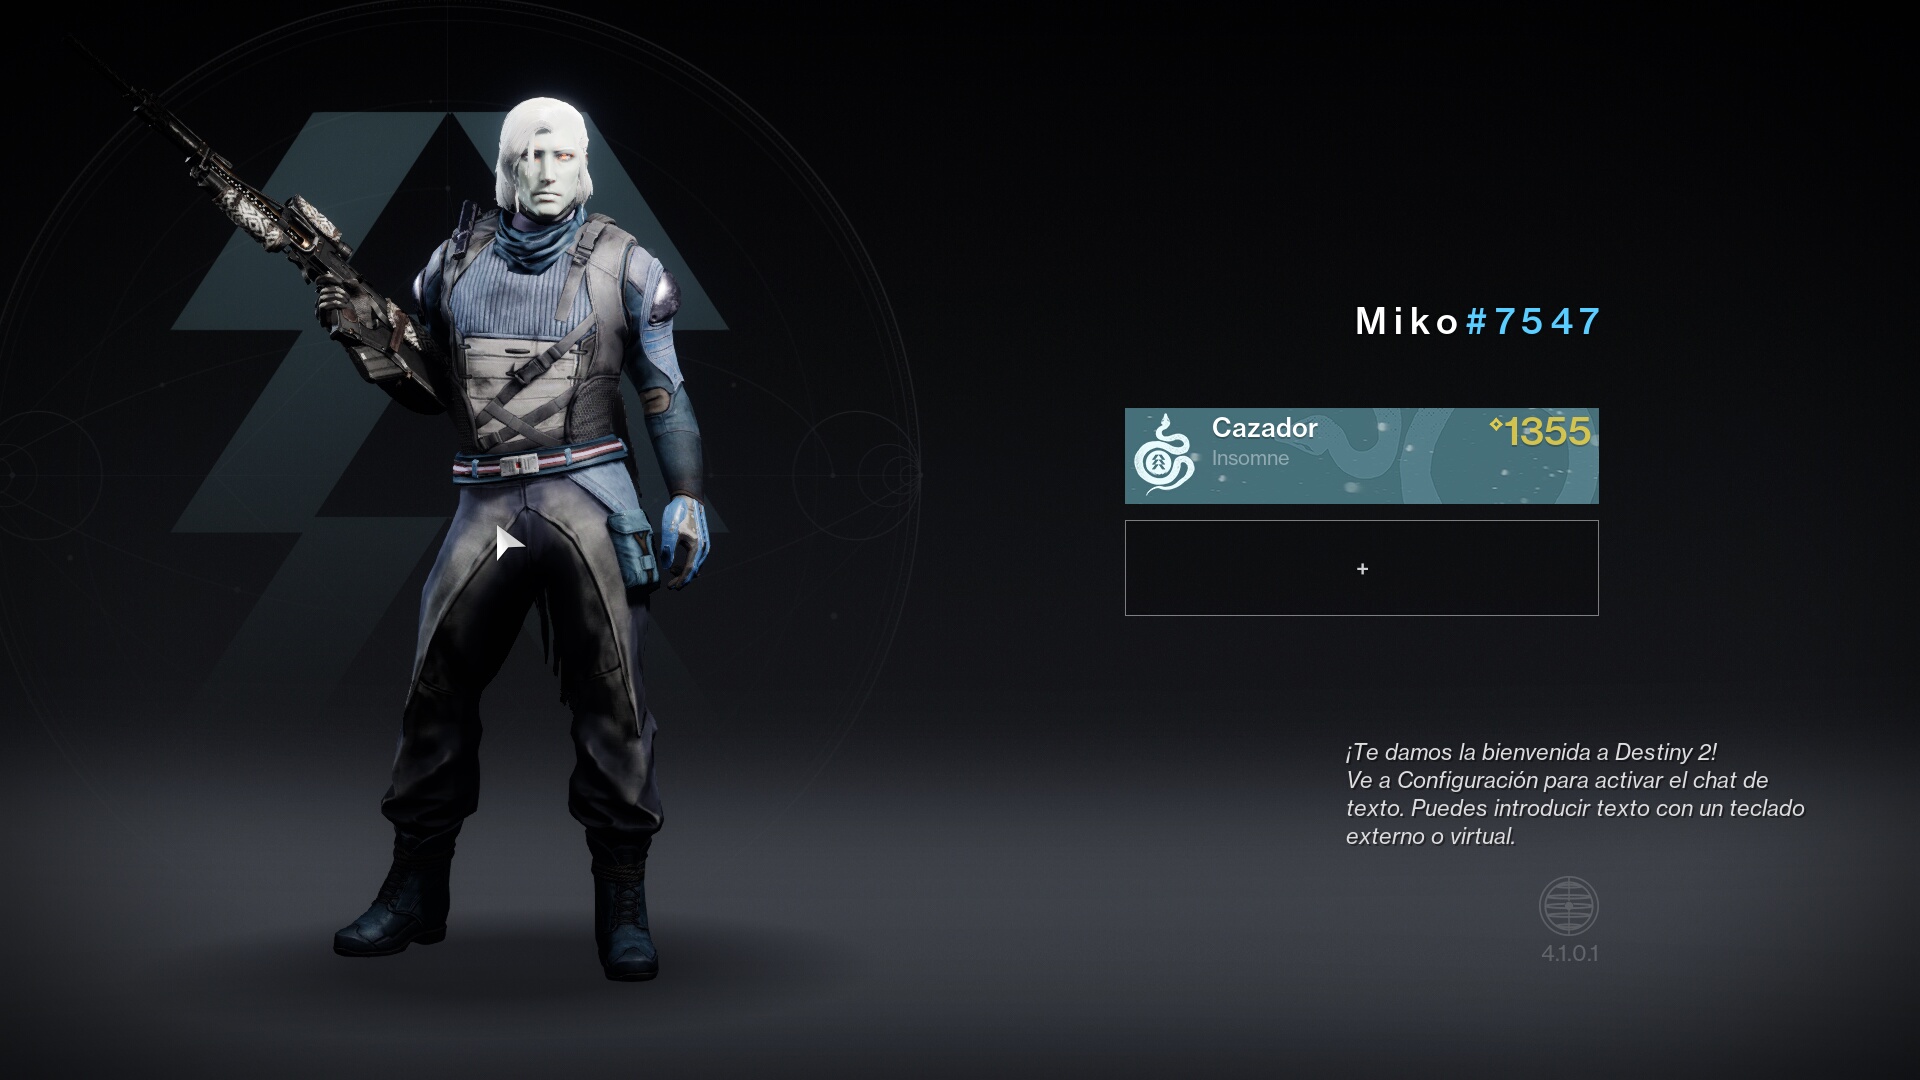 Miko#7547
Cazador
1355
Insomne
+
¡Te damos la bienvenida a Destiny 2!
Ve a Configuración para activar el chat de
texto. Puedes introducir texto con un teclado
externo o virtual.
4.1.0.1